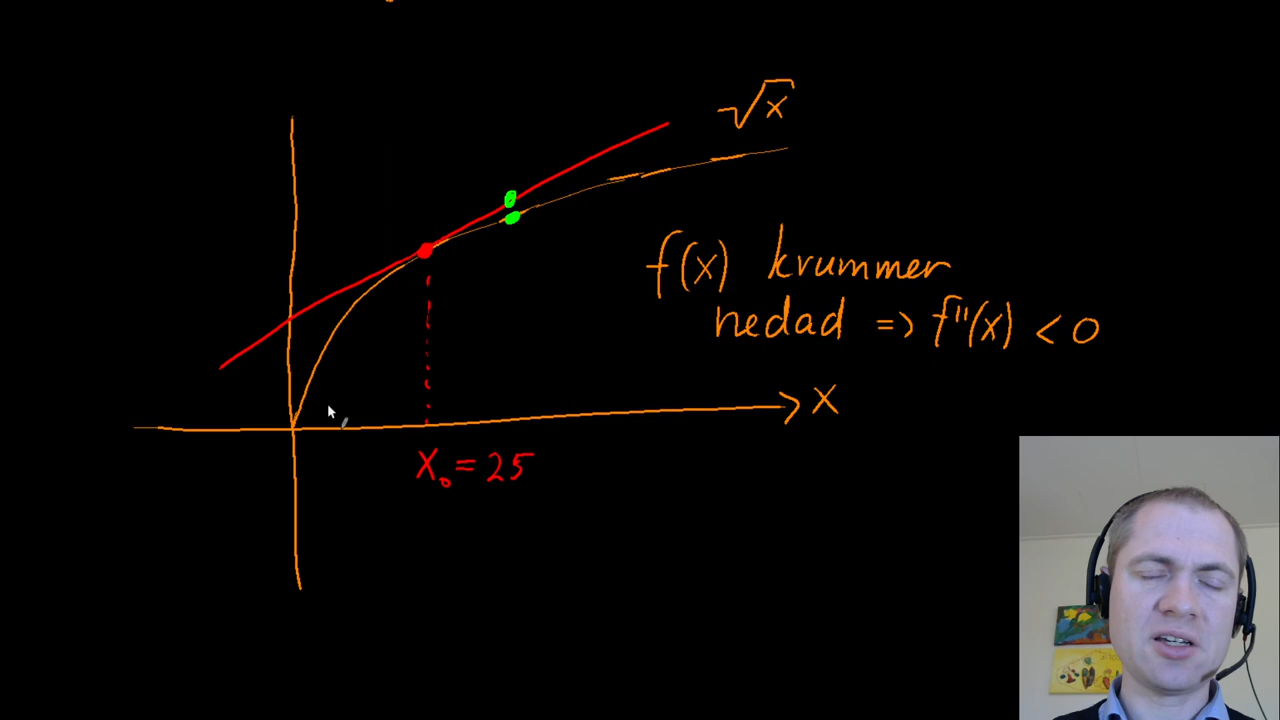 √x
f(x) krummer
nedad => f''(x) < 0
x
x₀ = 25